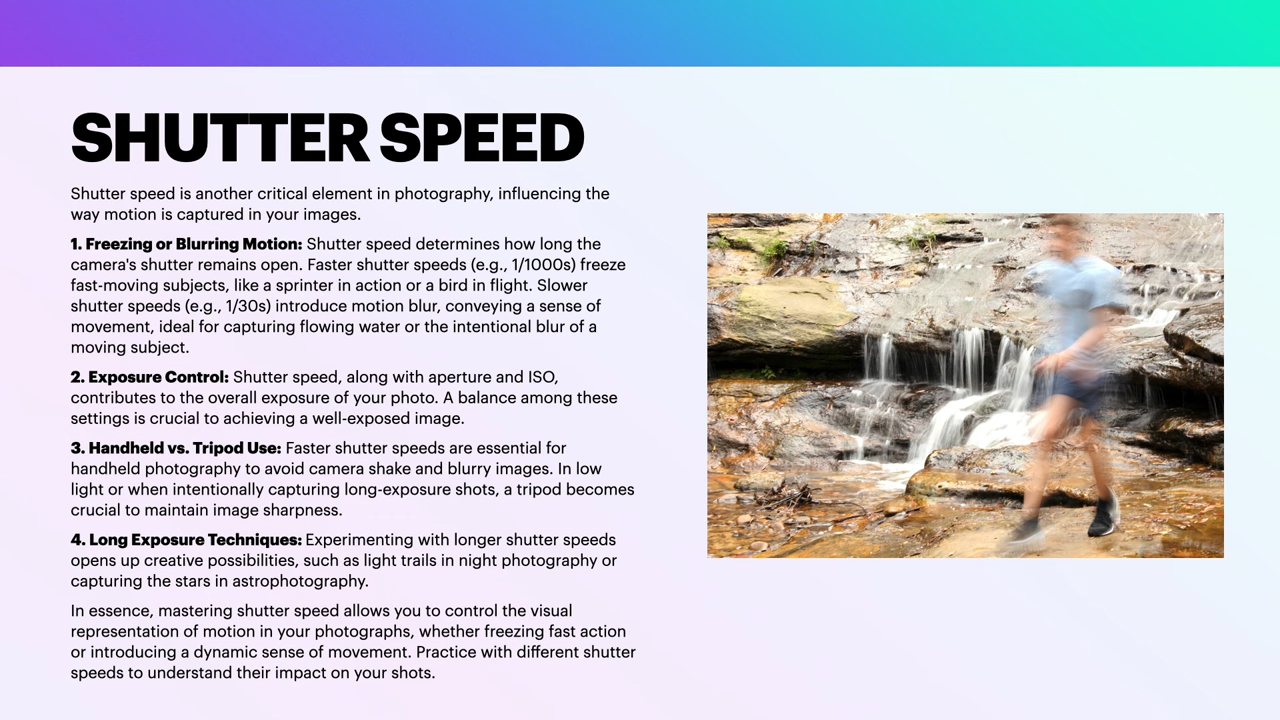 SHUTTER SPEED
Shutter speed is another critical element in photography, influencing the
way motion is captured in your images.
1. Freezing or Blurring Motion: Shutter speed determines how long the
camera's shutter remains open. Faster shutter speeds (e.g., 1/1000s) freeze
fast-moving subjects, like a sprinter in action or a bird in flight. Slower
shutter speeds (e.g., 1/30s) introduce motion blur, conveying a sense of
movement, ideal for capturing flowing water or the intentional blur of a
moving subject.
2. Exposure Control: Shutter speed, along with aperture and ISO,
contributes to the overall exposure of your photo. A balance among these
settings is crucial to achieving a well-exposed image.
3. Handheld vs. Tripod Use: Faster shutter speeds are essential for
handheld photography to avoid camera shake and blurry images. In low
light or when intentionally capturing long-exposure shots, a tripod becomes
crucial to maintain image sharpness.
4. Long Exposure Techniques: Experimenting with longer shutter speeds
opens up creative possibilities, such as light trails in night photography or
capturing the stars in astrophotography.
In essence, mastering shutter speed allows you to control the visual
representation of motion in your photographs, whether freezing fast action
or introducing a dynamic sense of movement. Practice with different shutter
speeds to understand their impact on your shots.